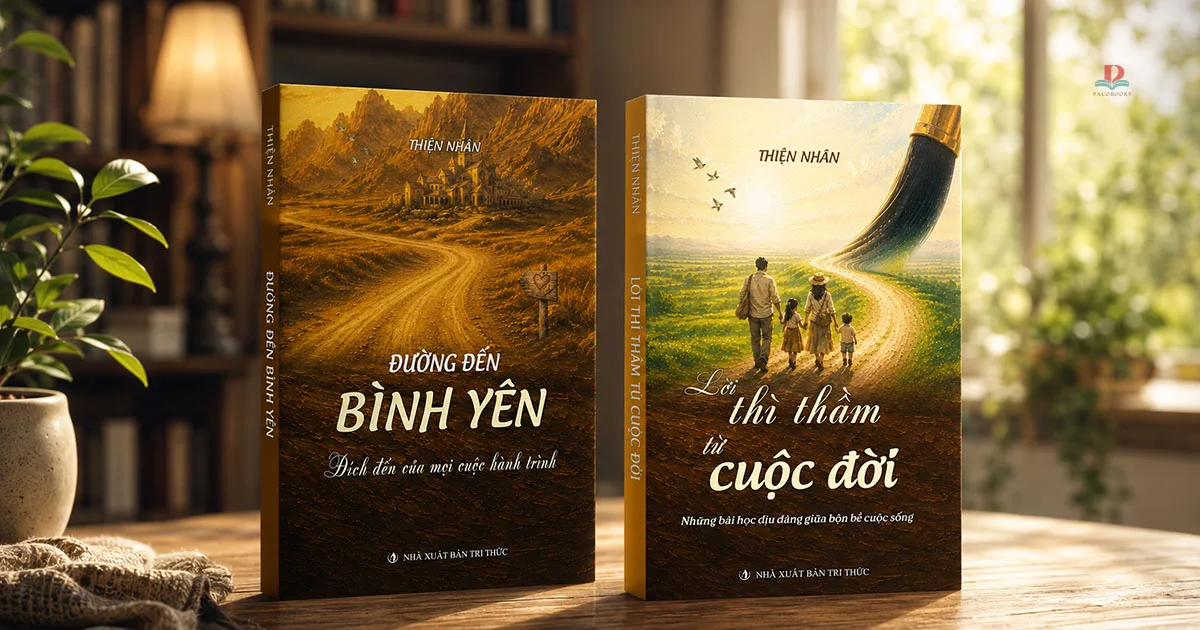 THIỆN NHÂN
ĐƯỜNG ĐẾN BÌNH YÊN
THIỆN NHÂN
ĐƯỜNG ĐẾN
BÌNH YÊN
Đích đến của mọi cuộc hành trình
NHÀ XUẤT BẢN TRI THỨC
THIỆN NHÂN
LỜI THÌ THẦM TỪ CUỘC ĐỜI
THIỆN NHÂN
Lời
thì thầm
từ
cuộc đời
Những bài học dịu dàng giữa bộn bề cuộc sống
NHÀ XUẤT BẢN TRI THỨC
DACOBOOKS